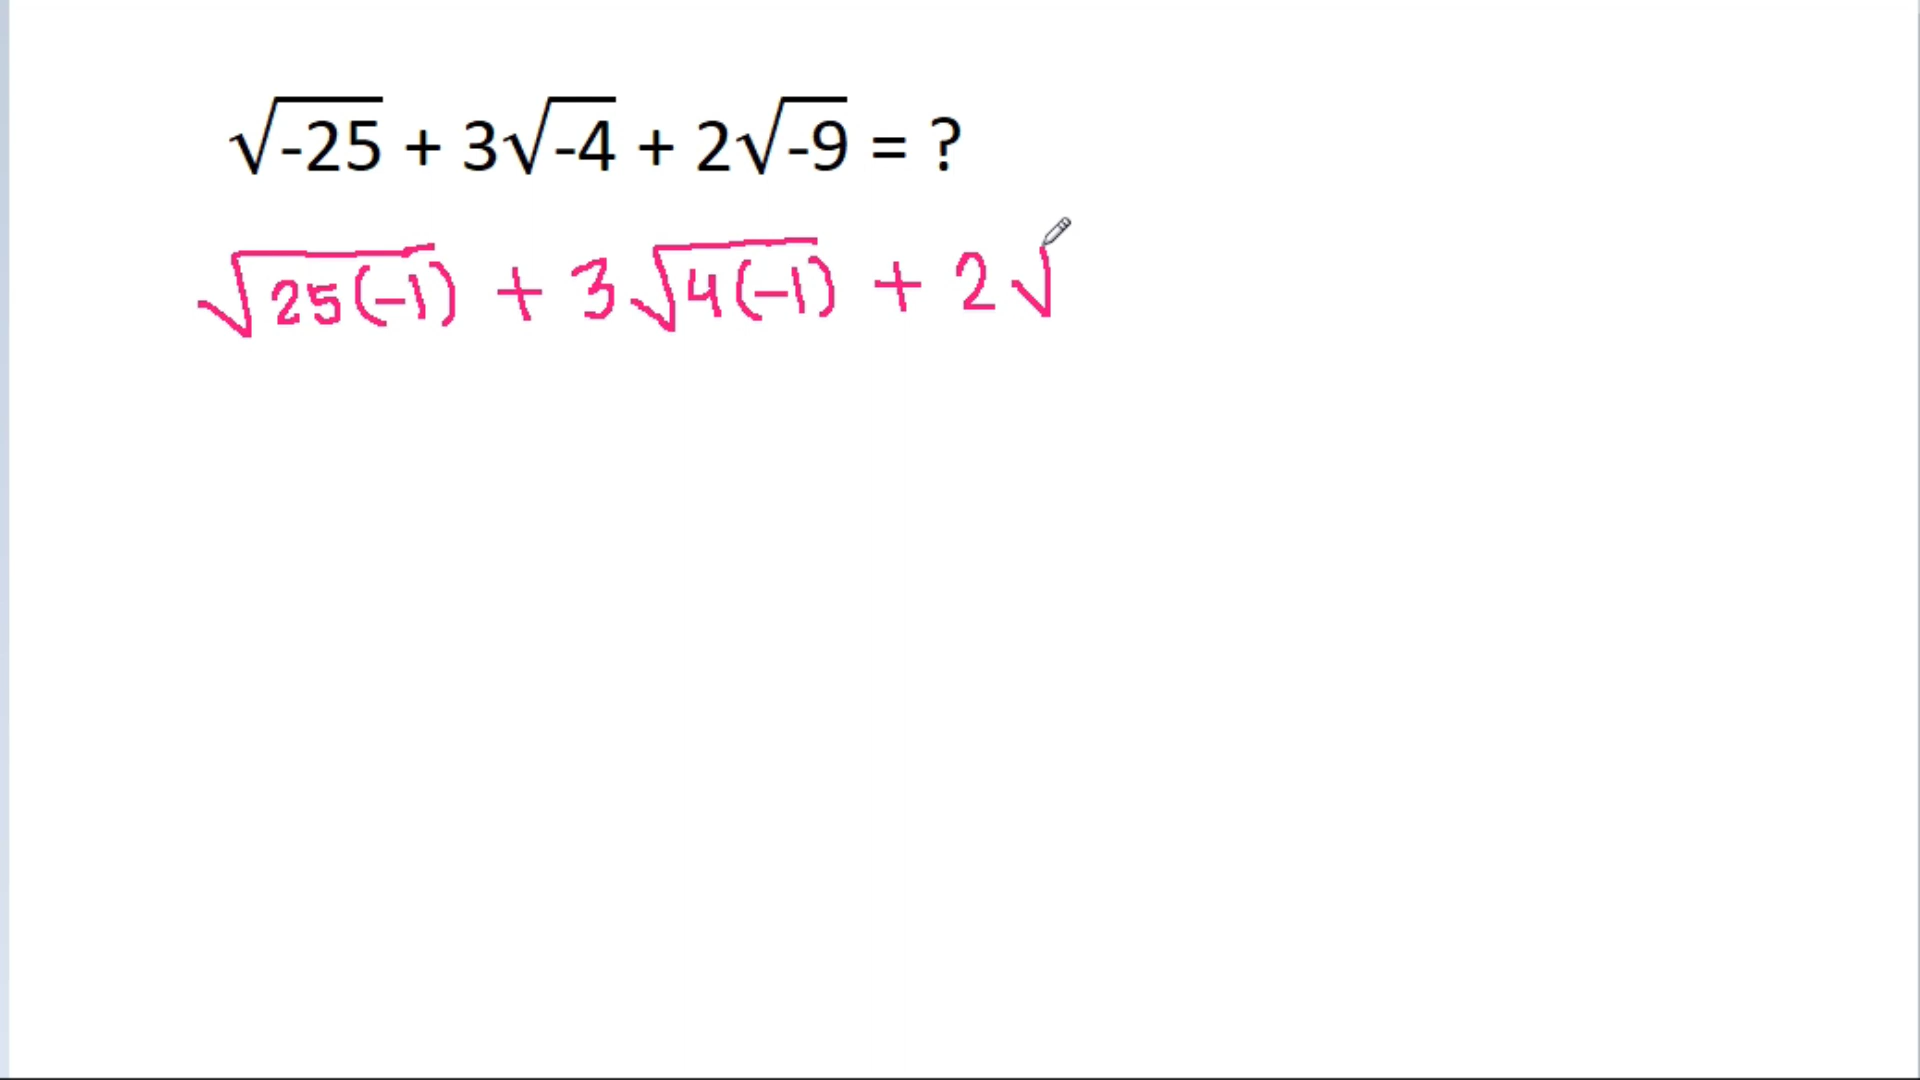 √-25 + 3√-4 + 2√-9 = ?
√25(-1) + 3√4(-1) + 2√